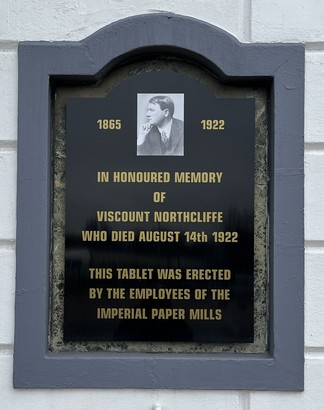 1865 1922
IN HONOURED MEMORY
OF
VISCOUNT NORTHCLIFFE
WHO DIED AUGUST 14th 1922
THIS TABLET WAS ERECTED
BY THE EMPLOYEES OF THE
IMPERIAL PAPER MILLS